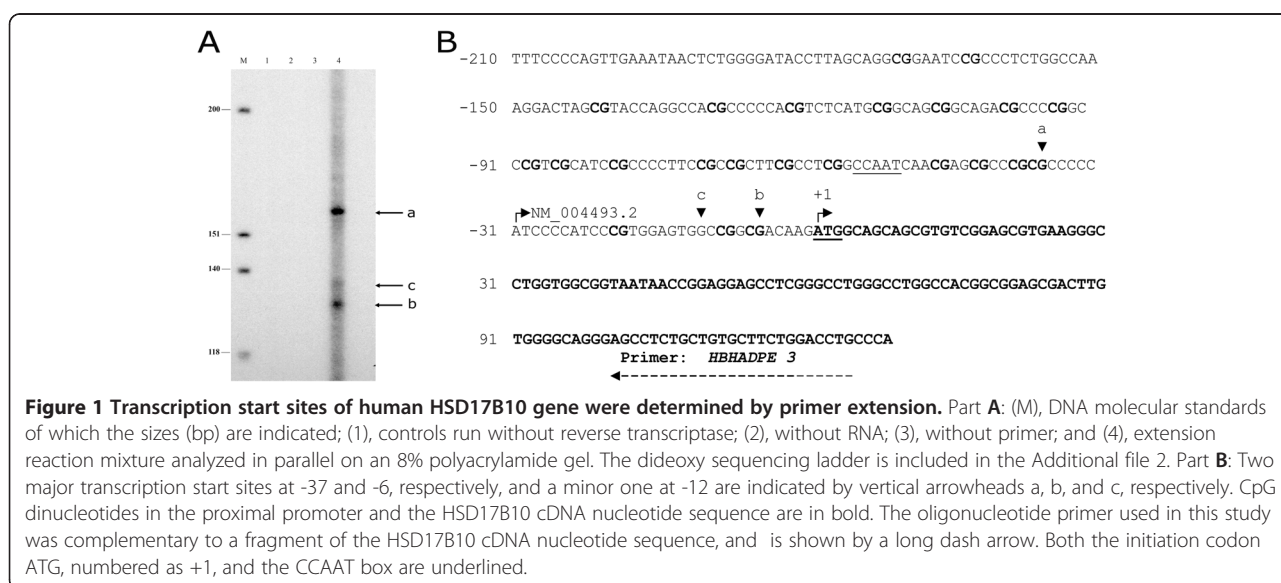 A
M 1 2 3 4
200
151
140
118
a
c
b
B
-210 TTTCCCCAGTTGAAATAACTCTGGGGATACCTTAGCAGGCGGAATCCGCCCTCTGGCCAA
-150 AGGACTAGCGTACCAGGCCACGCCCCCACGTCTCATGCGGCAGCGGCAGACGCCCCGGC
a
-91 CCGTCGCATCCGCCCCTTCCGCCGCTTCGCCTCGGCCAATCAACGAGCGCCCGCGCCCCC
NM_004493.2 c b +1
-31 ATCCCCATCCCGTGGAGTGGCCGGCGACAAGATGGCAGCAGCGTGTCGGAGCGTGAAGGGC
31 CTGGTGGCGGTAATAACCGGAGGAGCCTCGGGCCTGGGCCTGGCCACGGCGGAGCGACTTG
91 TGGGGCAGGGAGCCTCTGCTGTGCTTCTGGACCTGCCCA
Primer: HBHADPE 3
Figure 1 Transcription start sites of human HSD17B10 gene were determined by primer extension. Part A: (M), DNA molecular standards
of which the sizes (bp) are indicated; (1), controls run without reverse transcriptase; (2), without RNA; (3), without primer; and (4), extension
reaction mixture analyzed in parallel on an 8% polyacrylamide gel. The dideoxy sequencing ladder is included in the Additional file 2. Part B: Two
major transcription start sites at -37 and -6, respectively, and a minor one at -12 are indicated by vertical arrowheads a, b, and c, respectively. CpG
dinucleotides in the proximal promoter and the HSD17B10 cDNA nucleotide sequence are in bold. The oligonucleotide primer used in this study
was complementary to a fragment of the HSD17B10 cDNA nucleotide sequence, and is shown by a long dash arrow. Both the initiation codon
ATG, numbered as +1, and the CCAAT box are underlined.